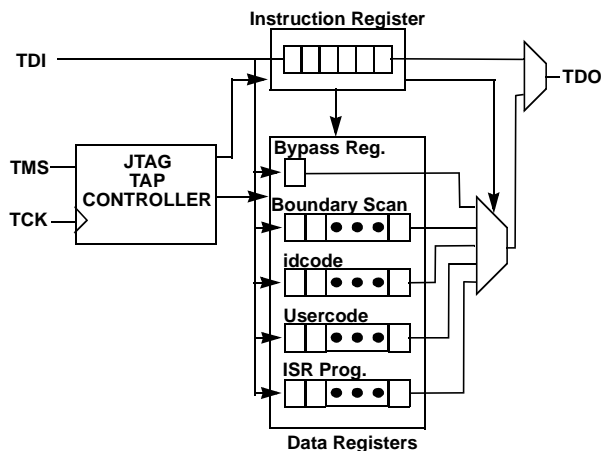 Instruction Register
TDI
TDO
Bypass Reg.
JTAG
TAP
CONTROLLER
TMS
TCK
Boundary Scan
idcode
Usercode
ISR Prog.
Data Registers